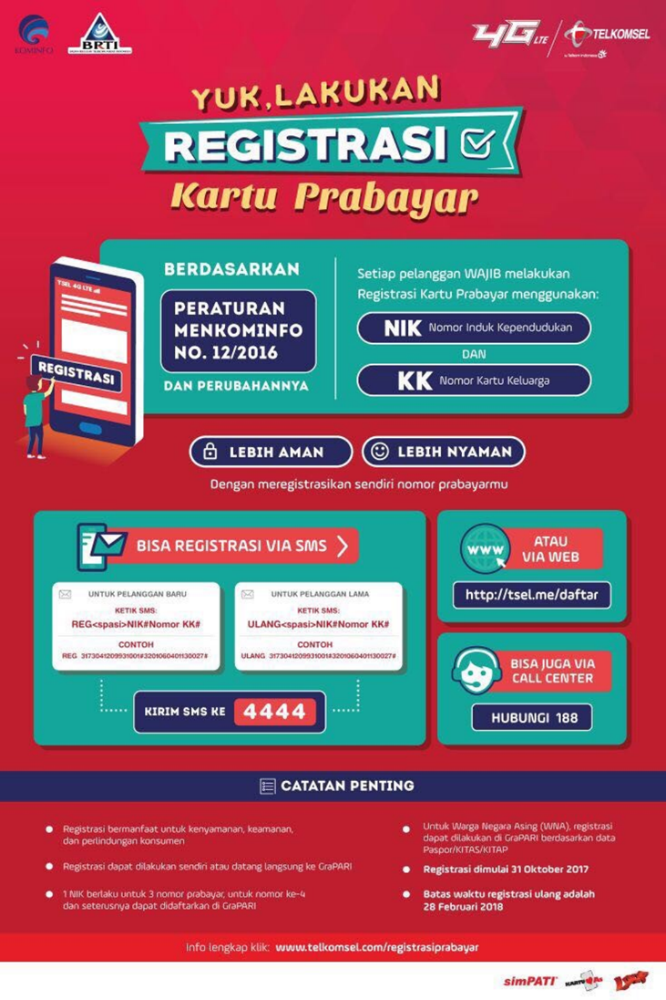 KOMINFO
BRTI
4G LTE
TELKOMSEL
by Telkom Indonesia
YUK, LAKUKAN
REGISTRASI
Kartu Prabayar
TSEL 4G LTE
REGISTRASI
BERDASARKAN
PERATURAN
MENKOMINFO
NO. 12/2016
DAN PERUBAHANNYA
Setiap pelanggan WAJIB melakukan
Registrasi Kartu Prabayar menggunakan:
NIK Nomor Induk Kependudukan
DAN
KK Nomor Kartu Keluarga
LEBIH AMAN
LEBIH NYAMAN
Dengan meregistrasikan sendiri nomor prabayarmu
BISA REGISTRASI VIA SMS
UNTUK PELANGGAN BARU
KETIK SMS:
REG<spasi>NIK#Nomor KK#
CONTOH
REG 3173041209931001#3201060401130027#
UNTUK PELANGGAN LAMA
KETIK SMS:
ULANG<spasi>NIK#Nomor KK#
CONTOH
ULANG 3173041209931001#3201060401130027#
KIRIM SMS KE 4444
www
ATAU
VIA WEB
http://tsel.me/daftar
BISA JUGA VIA
CALL CENTER
HUBUNGI 188
CATATAN PENTING
Registrasi bermanfaat untuk kenyamanan, keamanan,
dan perlindungan konsumen
Registrasi dapat dilakukan sendiri atau datang langsung ke GraPARI
1 NIK berlaku untuk 3 nomor prabayar, untuk nomor ke-4
dan seterusnya dapat didaftarkan di GraPARI
Untuk Warga Negara Asing (WNA), registrasi
dapat dilakukan di GraPARI berdasarkan data
Paspor/KITAS/KITAP
Registrasi dimulai 31 Oktober 2017
Batas waktu registrasi ulang adalah
28 Februari 2018
Info lengkap klik: www.telkomsel.com/registrasiprabayar
simPATI
KARTU As